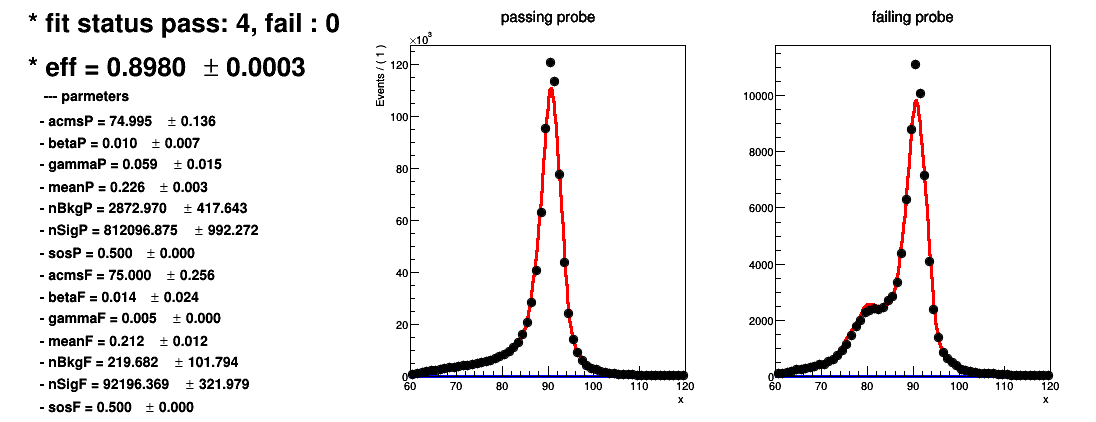 * fit status pass: 4, fail : 0
* eff = 0.8980 ± 0.0003
--- parmeters
- acmsP = 74.995 ± 0.136
- betaP = 0.010 ± 0.007
- gammaP = 0.059 ± 0.015
- meanP = 0.226 ± 0.003
- nBkgP = 2872.970 ± 417.643
- nSigP = 812096.875 ± 992.272
- sosP = 0.500 ± 0.000
- acmsF = 75.000 ± 0.256
- betaF = 0.014 ± 0.024
- gammaF = 0.005 ± 0.000
- meanF = 0.212 ± 0.012
- nBkgF = 219.682 ± 101.794
- nSigF = 92196.369 ± 321.979
- sosF = 0.500 ± 0.000
passing probe
×10³
Events / ( 1 )
120
100
80
60
40
20
0
60 70 80 90 100 110 120
x
failing probe
10000
8000
6000
4000
2000
0
60 70 80 90 100 110 120
x